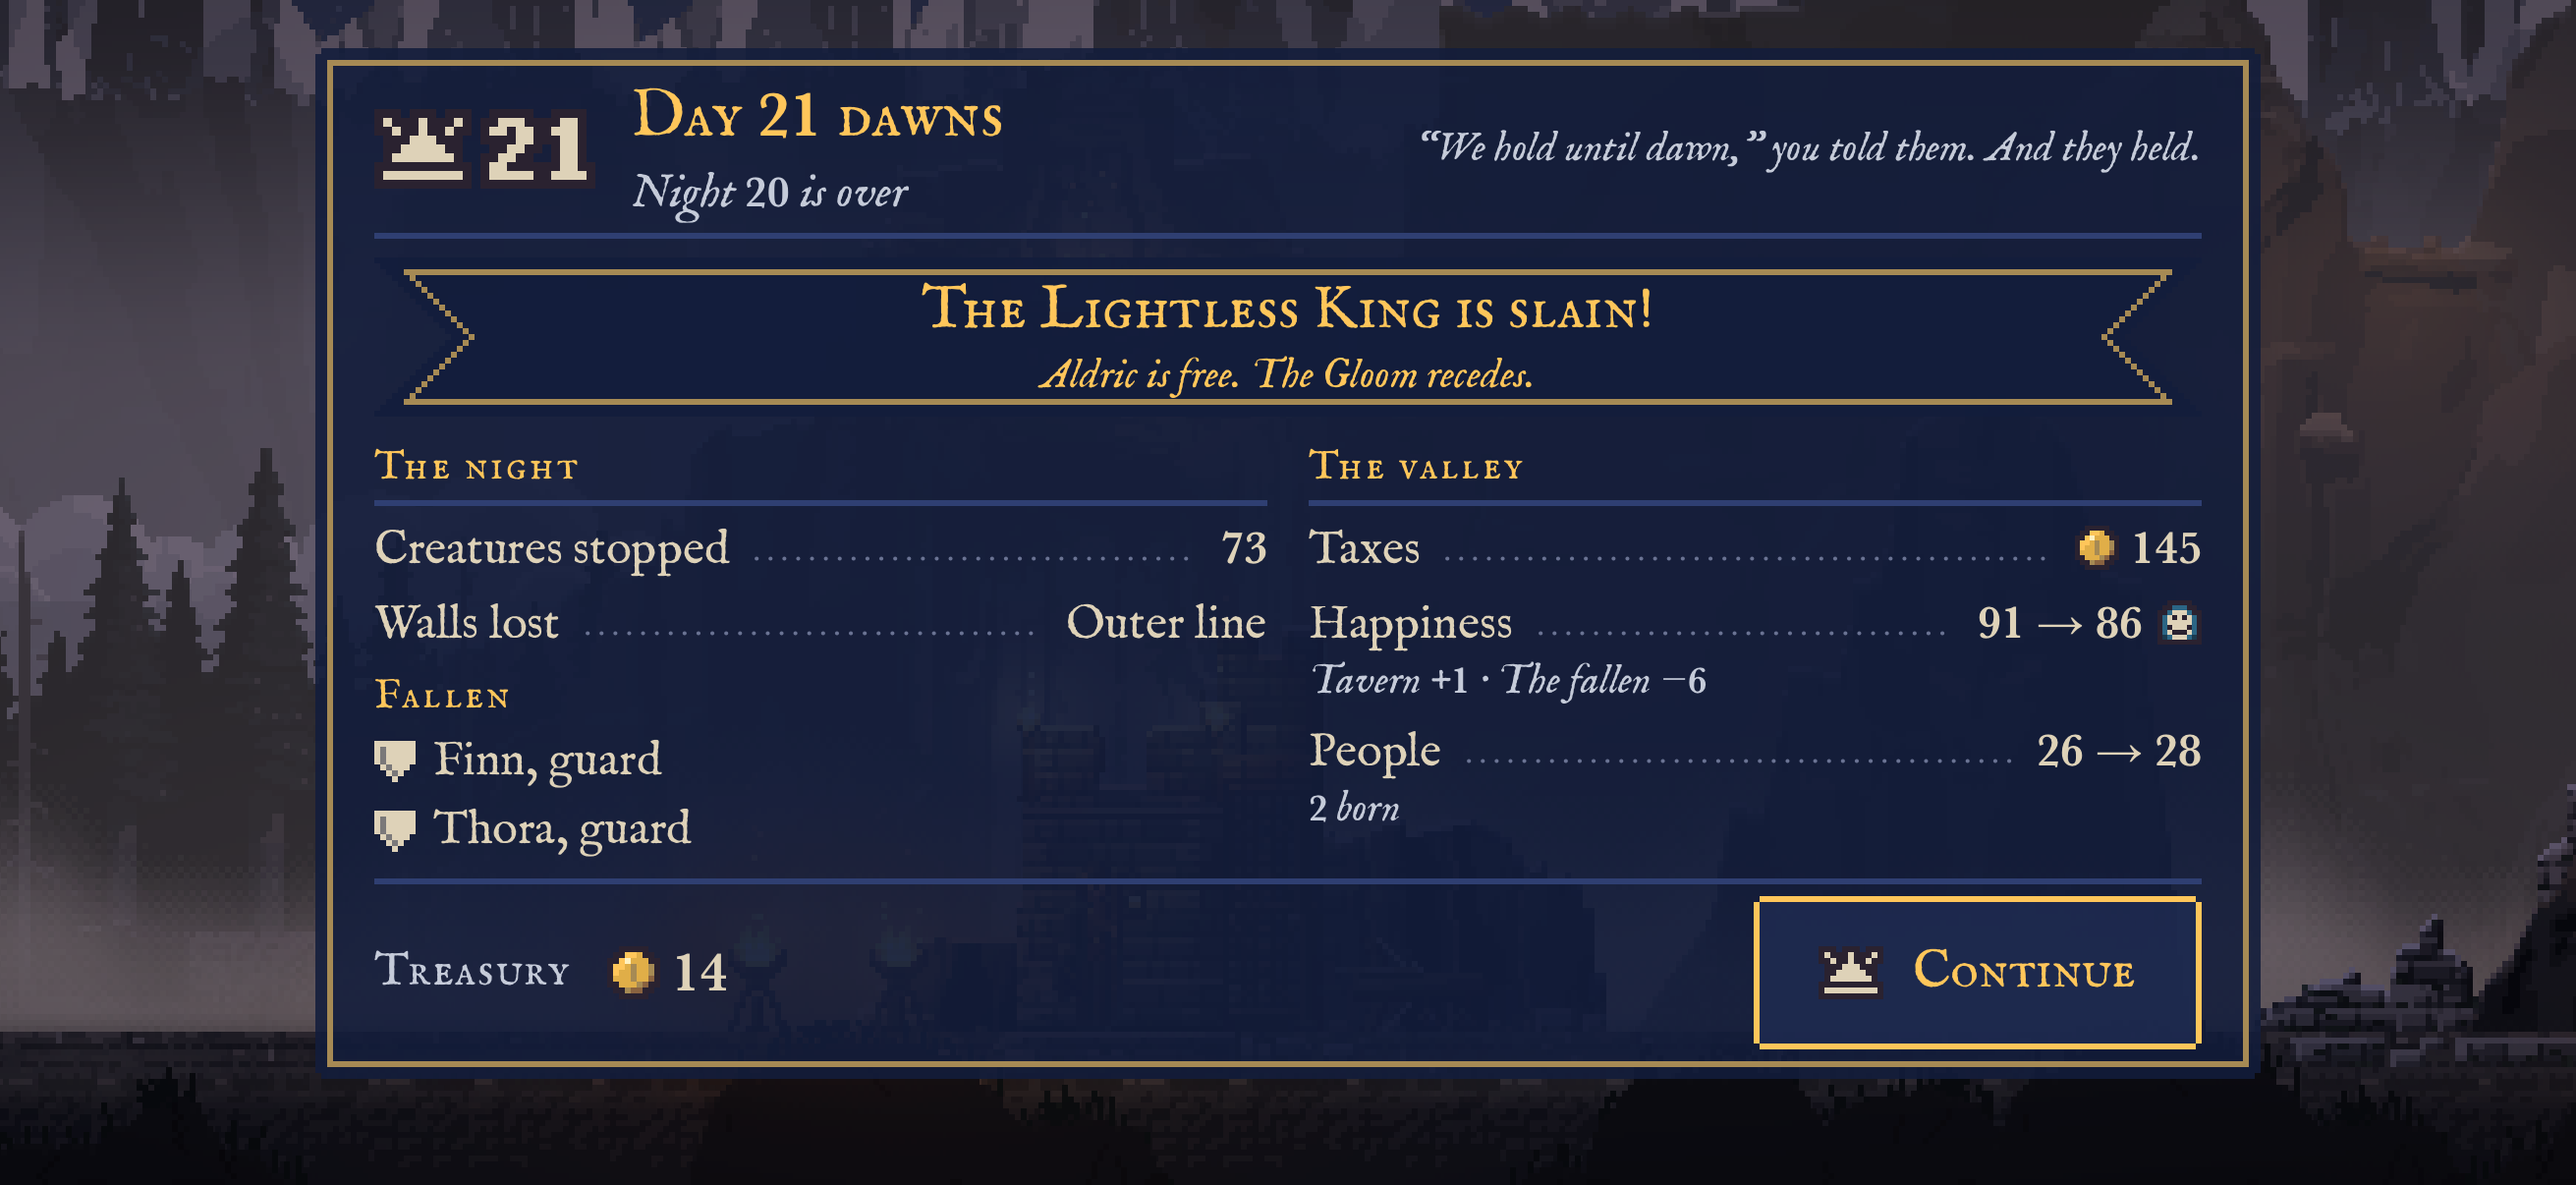 21
Day 21 dawns
Night 20 is over
“We hold until dawn,” you told them. And they held.
The Lightless King is slain!
Aldric is free. The Gloom recedes.
The night
Creatures stopped 73
Walls lost Outer line
Fallen
Finn, guard
Thora, guard
The valley
Taxes 145
Happiness 91 → 86
Tavern +1 · The fallen −6
People 26 → 28
2 born
Treasury 14
Continue